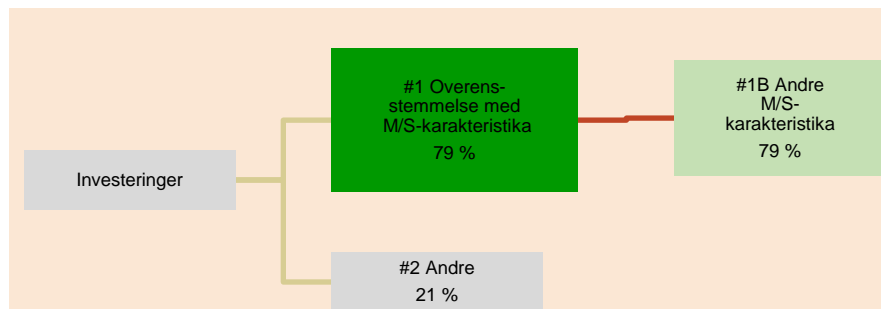 #1 Overens-
stemmelse med
M/S-karakteristika
79 %
#1B Andre
M/S-
karakteristika
79 %
Investeringer
#2 Andre
21 %